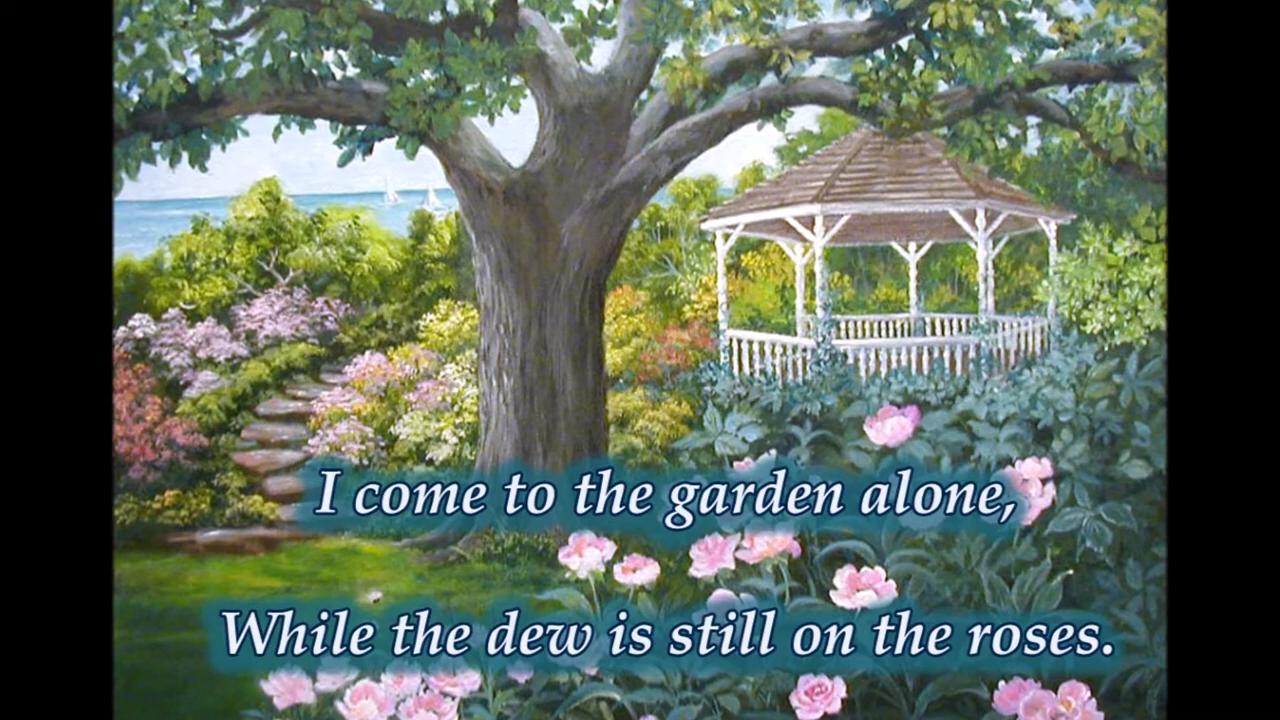 I come to the garden alone,
While the dew is still on the roses.